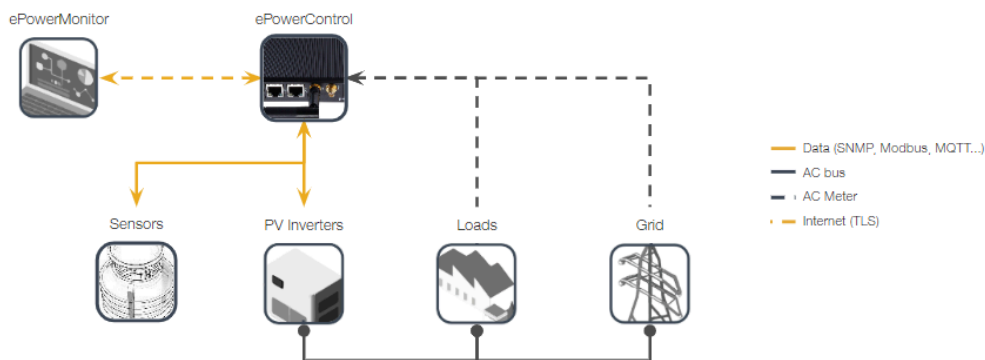 ePowerMonitor
ePowerControl
Data (SNMP, Modbus, MQTT...)
AC bus
AC Meter
Internet (TLS)
Sensors
PV Inverters
Loads
Grid